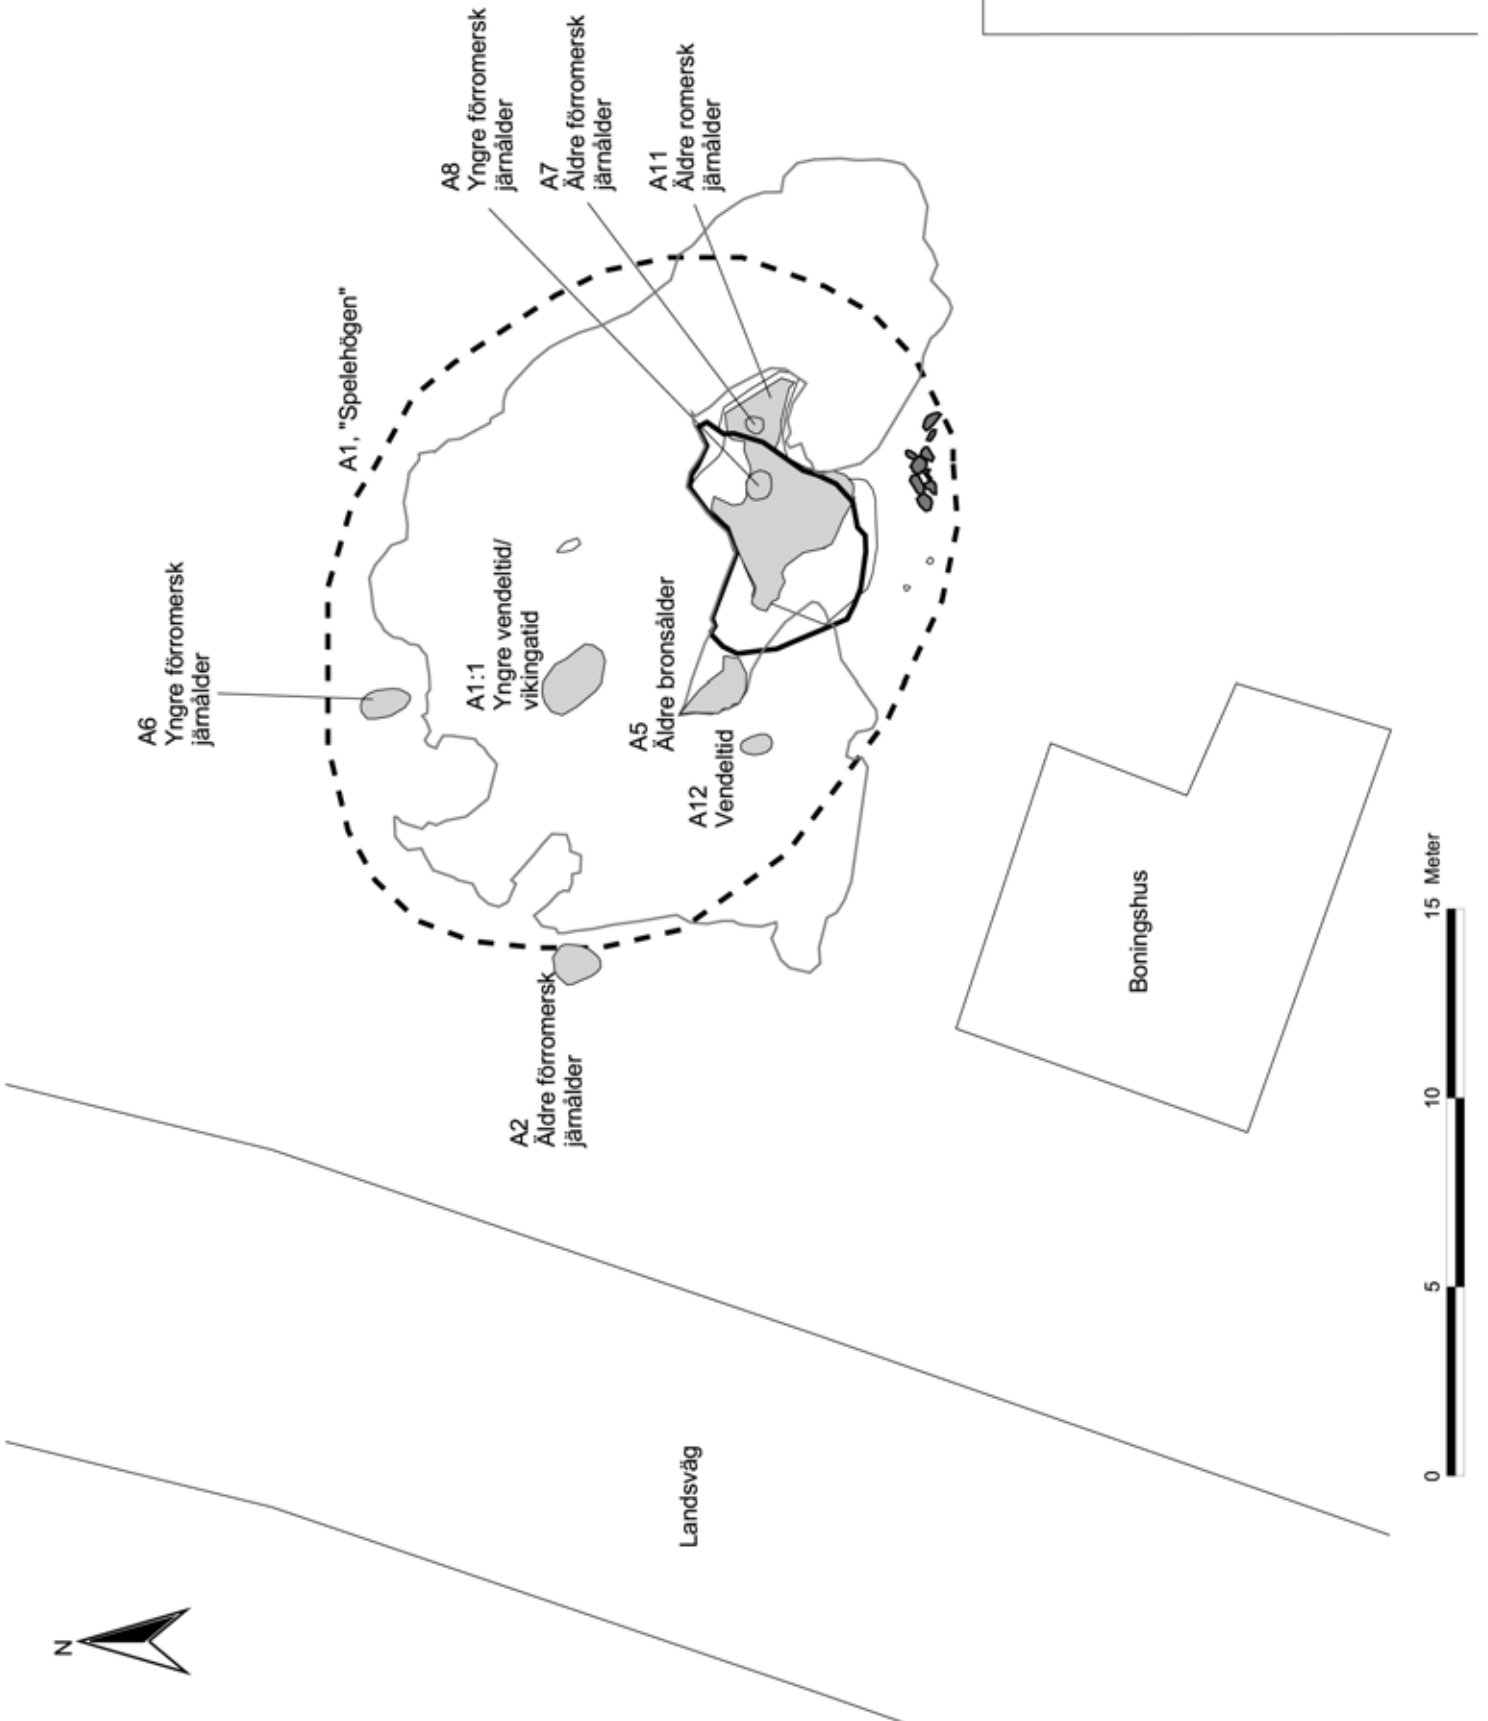 N
A6
Yngre förromersk
järnålder
A1, "Spelehögen"
A8
Yngre förromersk
järnålder
A1:1
Yngre vendeltid/
vikingatid
A2
Äldre förromersk
järnålder
A7
Äldre förromersk
järnålder
A5
Äldre bronsålder
A11
Äldre romersk
järnålder
Landsväg
A12
Vendeltid
Boningshus
0 5 10 15 Meter